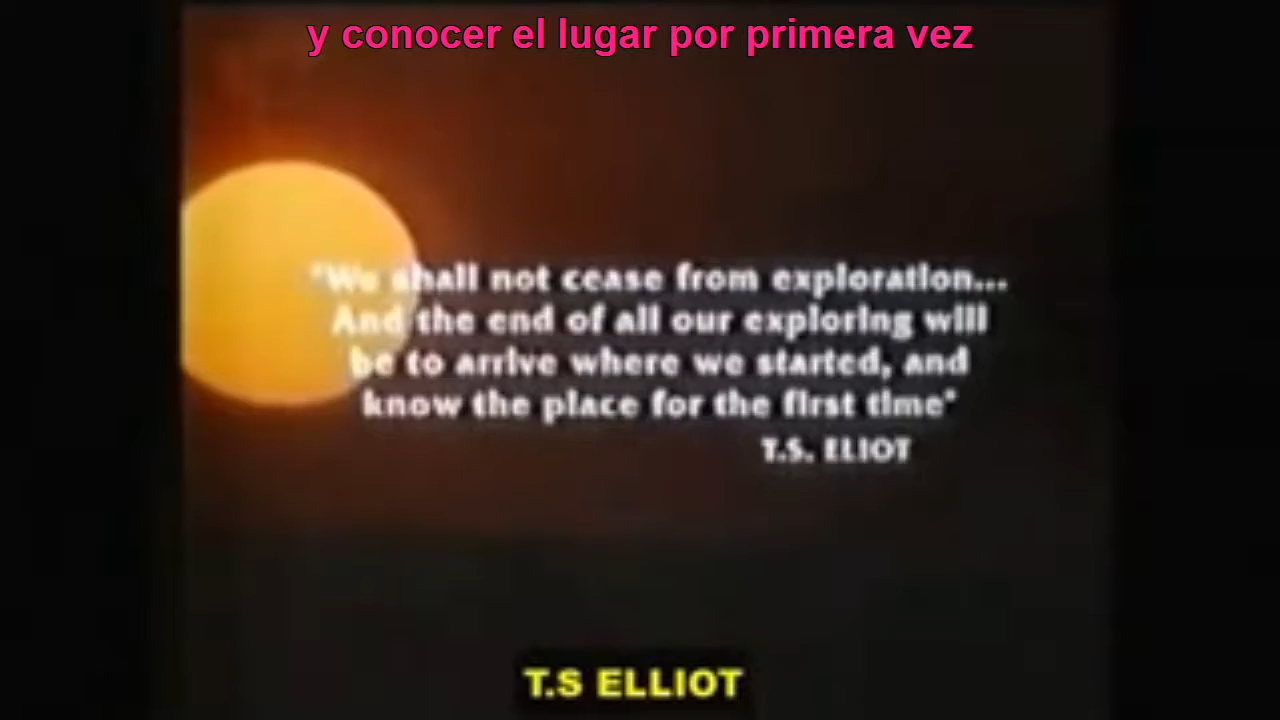 y conocer el lugar por primera vez
"We shall not cease from exploration...
And the end of all our exploring will
be to arrive where we started, and
know the place for the first time"
T.S. ELIOT
T.S ELLIOT